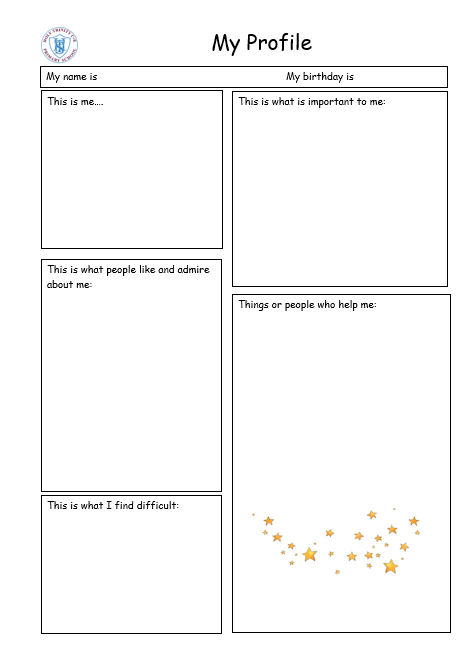 HOLY TRINITY C.E.
PRIMARY SCHOOL
My Profile
My name is
My birthday is
This is me....
This is what is important to me:
This is what people like and admire
about me:
Things or people who help me:
This is what I find difficult: